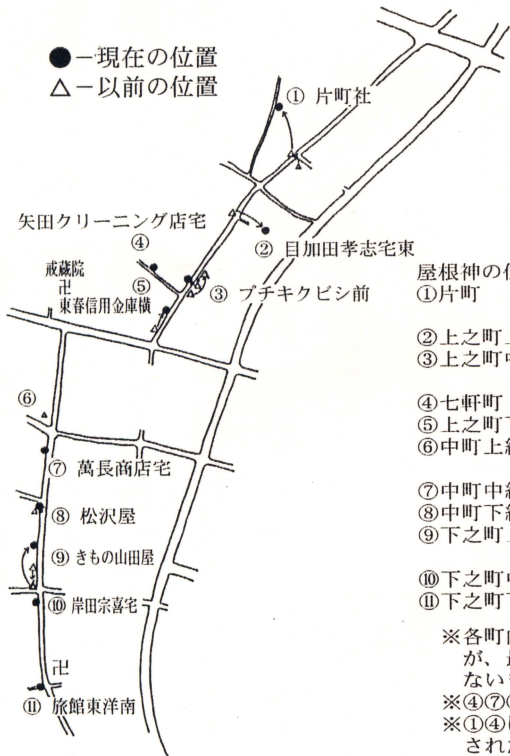 ●－現在の位置
△－以前の位置
① 片町社
矢田クリーニング店宅
④
② 目加田孝志宅東
戒蔵院
卍
⑤
東春信用金庫横
③ プチキクビシ前
⑥
⑦ 萬長商店宅
⑧ 松沢屋
⑨ きもの山田屋
⑩ 岸田宗喜宅
卍
⑪ 旅館東洋南
屋根神の
①片町
②上之町
③上之町
④七軒町
⑤上之町
⑥中町上
⑦中町中
⑧中町下
⑨下之町
⑩下之町
⑪下之町
※各町
が、
ない
※④⑦
※①④
された